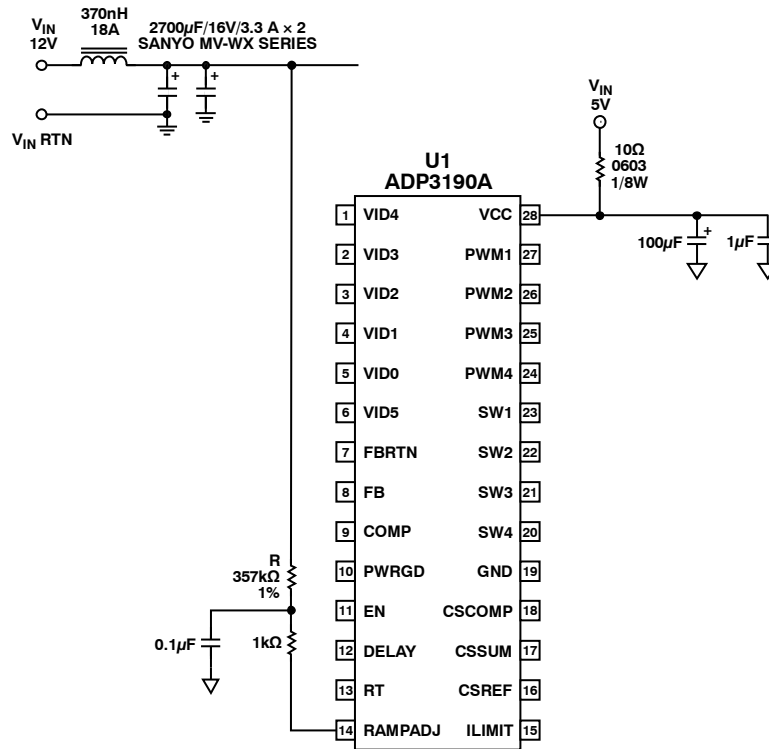 370nH
18A
VIN
12V
2700µF/16V/3.3 A × 2
SANYO MV-WX SERIES
VIN RTN
VIN
5V
10Ω
0603
1/8W
U1
ADP3190A
1 VID4
VCC 28
2 VID3
PWM1 27
3 VID2
PWM2 26
4 VID1
PWM3 25
5 VID0
PWM4 24
6 VID5
SW1 23
7 FBRTN
SW2 22
8 FB
SW3 21
9 COMP
SW4 20
10 PWRGD
GND 19
11 EN
CSCOMP 18
12 DELAY
CSSUM 17
13 RT
CSREF 16
14 RAMPADJ
ILIMIT 15
+
+
100µF
+
1µF
R
357kΩ
1%
0.1µF
1kΩ